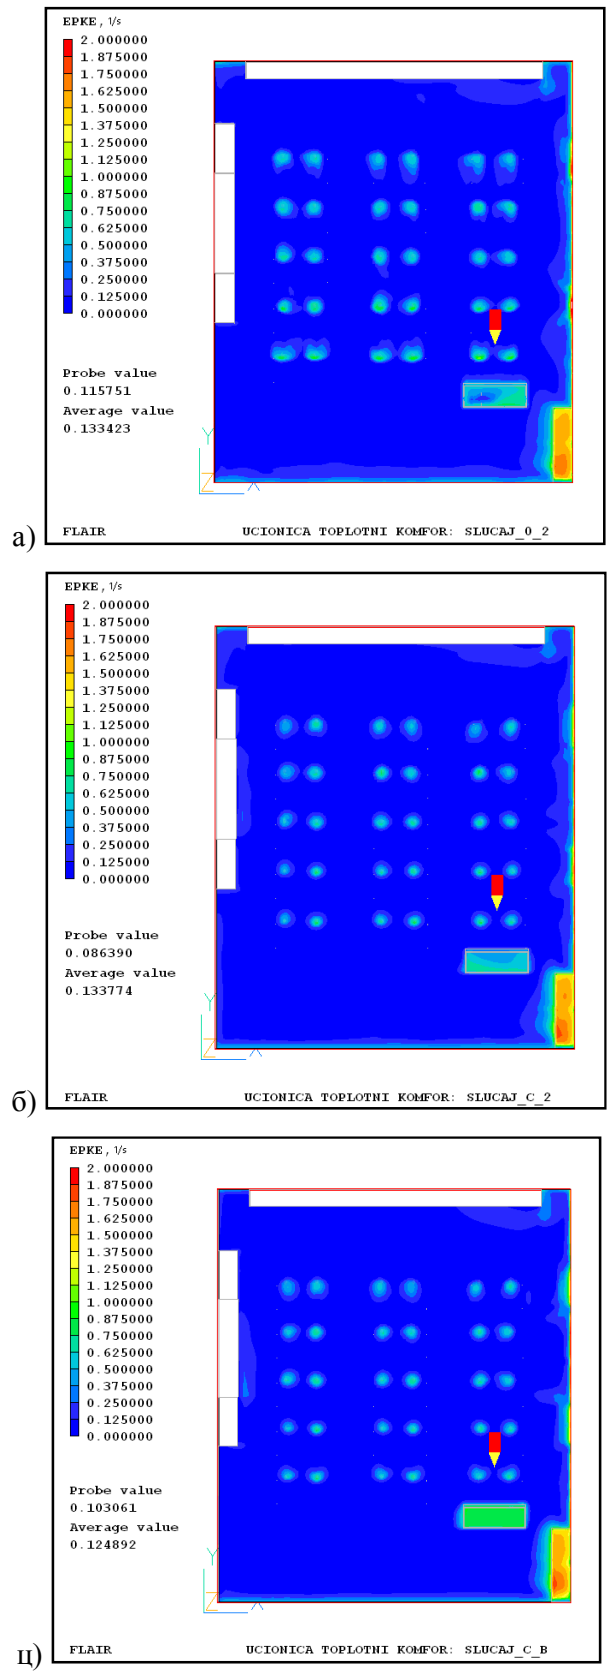 EPKE, 1/s
2.000000
1.875000
1.750000
1.625000
1.500000
1.375000
1.250000
1.125000
1.000000
0.875000
0.750000
0.625000
0.500000
0.375000
0.250000
0.125000
0.000000
Probe value
0.115751
Average value
0.133423
Y
Z X
а)
FLAIR UCIONICA TOPLOTNI KOMFOR: SLUCAJ_0_2
EPKE, 1/s
2.000000
1.875000
1.750000
1.625000
1.500000
1.375000
1.250000
1.125000
1.000000
0.875000
0.750000
0.625000
0.500000
0.375000
0.250000
0.125000
0.000000
Probe value
0.086390
Average value
0.133774
Y
Z X
б)
FLAIR UCIONICA TOPLOTNI KOMFOR: SLUCAJ_C_2
EPKE, 1/s
2.000000
1.875000
1.750000
1.625000
1.500000
1.375000
1.250000
1.125000
1.000000
0.875000
0.750000
0.625000
0.500000
0.375000
0.250000
0.125000
0.000000
Probe value
0.103061
Average value
0.124892
Y
Z X
ц)
FLAIR UCIONICA TOPLOTNI KOMFOR: SLUCAJ_C_B